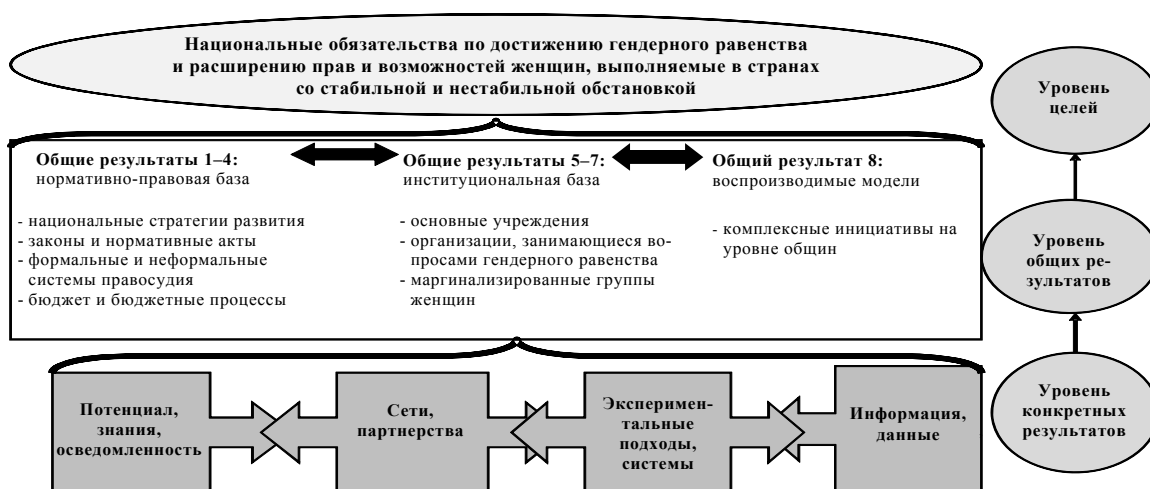 Национальные обязательства по достижению гендерного равенства
и расширению прав и возможностей женщин, выполняемые в странах
со стабильной и нестабильной обстановкой
Уровень
целей
Общие результаты 1–4:
нормативно-правовая база
- национальные стратегии развития
- законы и нормативные акты
- формальные и неформальные
системы правосудия
- бюджет и бюджетные процессы
Общие результаты 5–7:
институциональная база
- основные учреждения
- организации, занимающиеся во-
просами гендерного равенства
- маргинализированные группы
женщин
Общий результат 8:
воспроизводимые модели
- комплексные инициативы на
уровне общин
Уровень
общих ре-
зультатов
Потенциал,
знания,
осведомленность
Сети,
партнерства
Эксперимен-
тальные
подходы,
системы
Информация,
данные
Уровень
конкретных
результатов